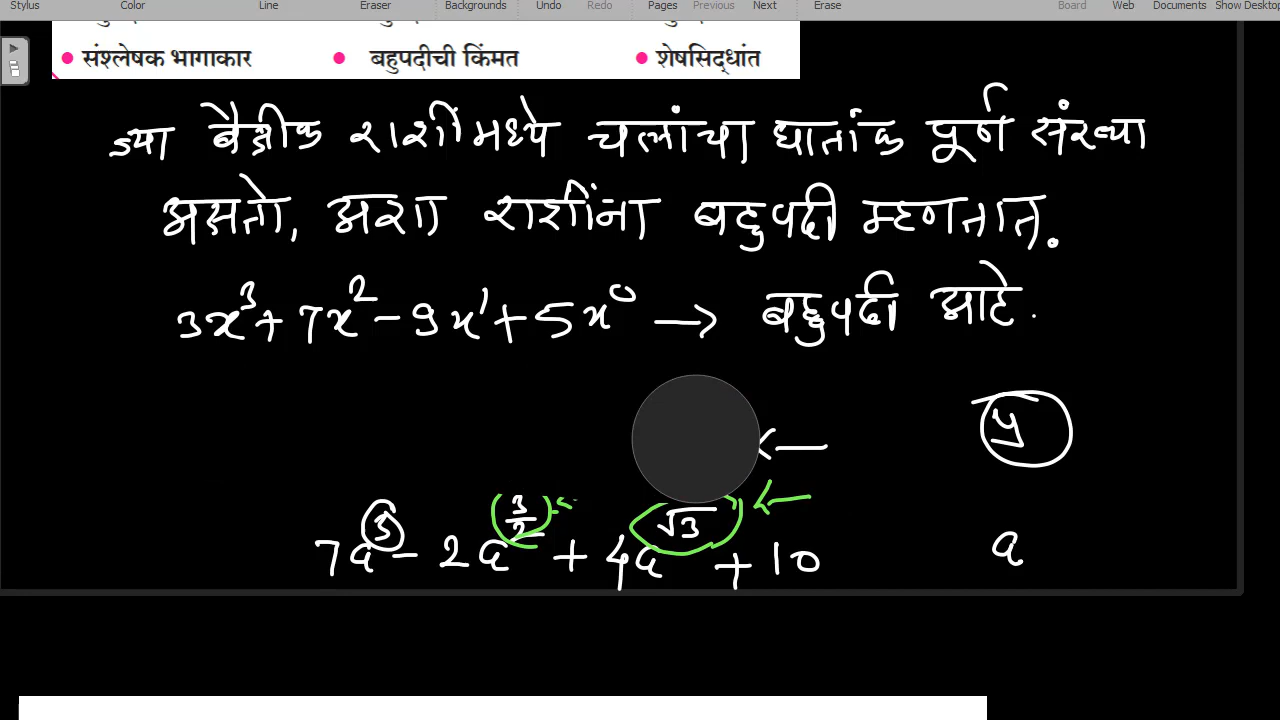 Stylus Color Line Eraser Backgrounds Undo Redo Pages Previous Next Erase Board Web Documents Show Desktop
• संश्लेषक भागाकार • बहुपदीची किंमत • शेषसिद्धांत
ज्या बैजीक राशींमध्ये चलांचा घातांक पूर्ण संख्या
असतो, अशा राशींना बहुपदी म्हणतात.
3x³ + 7x² - 9x¹ + 5x⁰ → बहुपदी आहे.
← y
7a³ - 2a^(3/2) + 4a^(√3) + 10 ← a